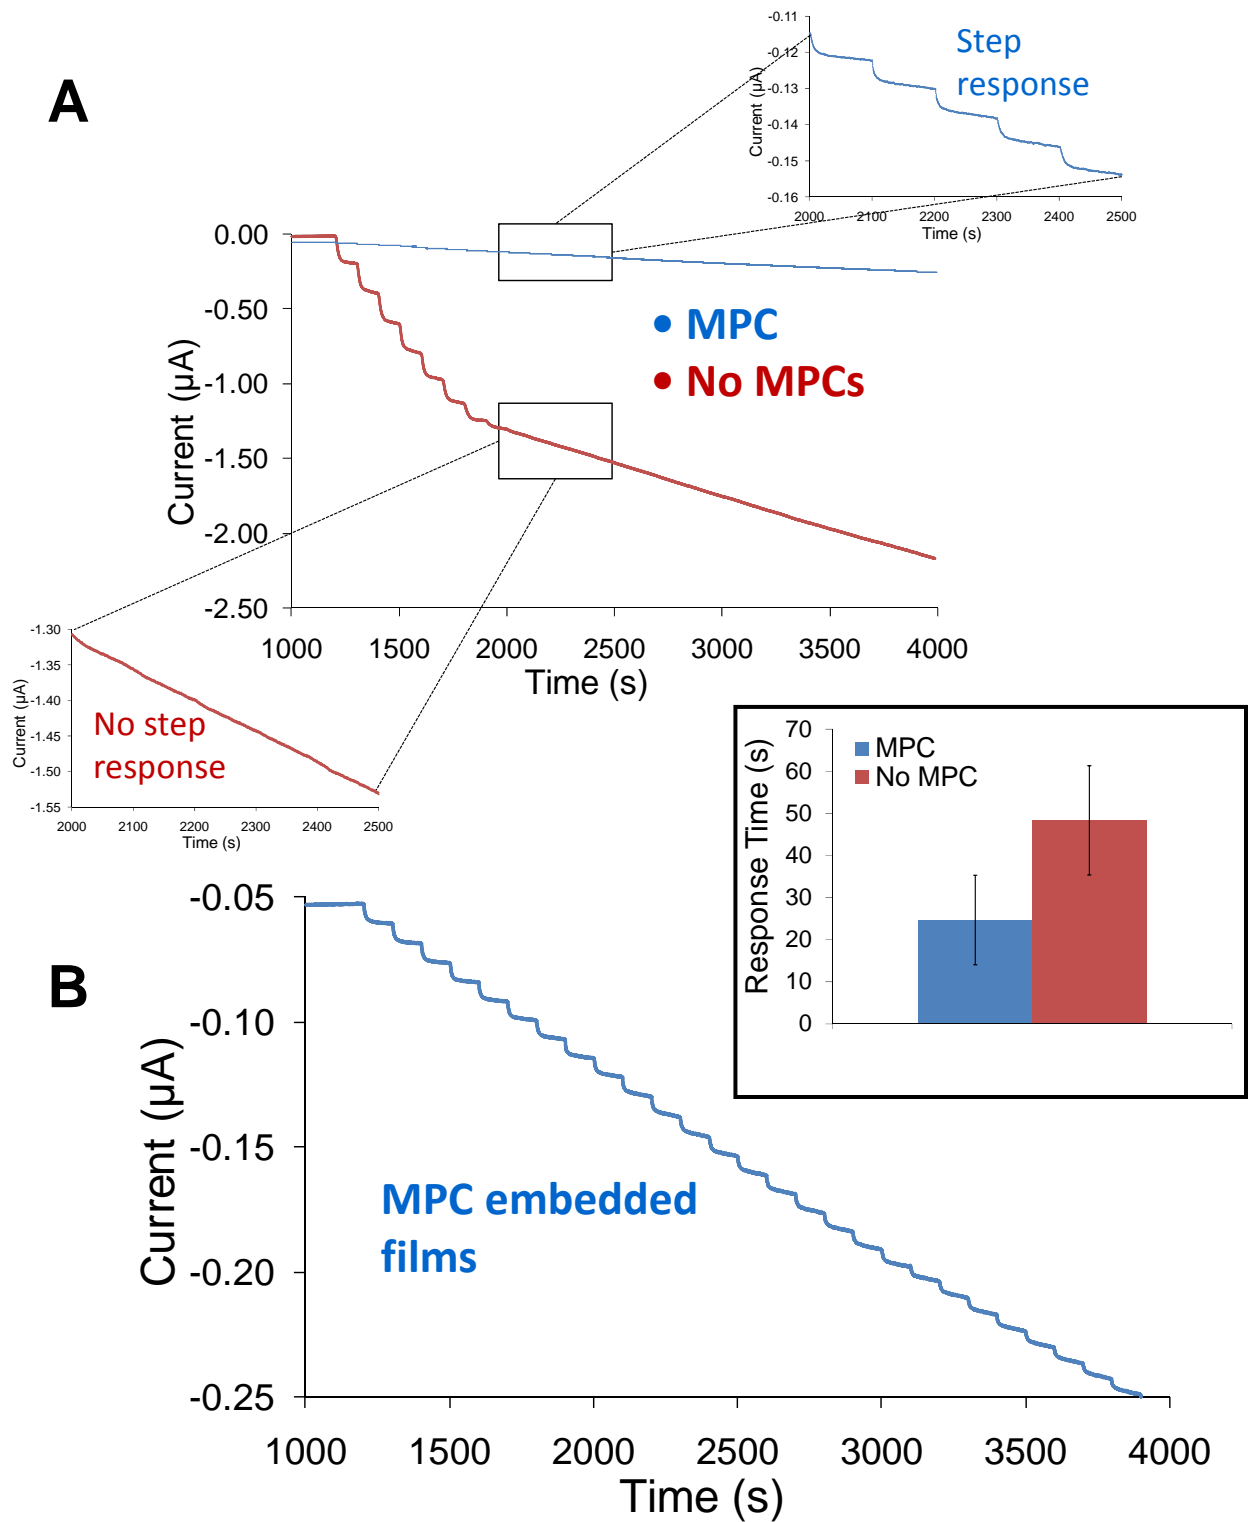 A
-0.11
-0.12
-0.13
-0.14
-0.15
-0.16
Current (µA)
Step
response
2000 2100 2200 2300 2400 2500
Time (s)
0.00
-0.50
-1.00
-1.50
-2.00
-2.50
Current (µA)
• MPC
• No MPCs
1000 1500 2000 2500 3000 3500 4000
Time (s)
-1.30
-1.35
-1.40
-1.45
-1.50
-1.55
Current (µA)
No step
response
2000 2100 2200 2300 2400 2500
Time (s)
70
60
50
40
30
20
10
0
Response Time (s)
MPC
No MPC
B
-0.05
-0.10
-0.15
-0.20
-0.25
Current (µA)
MPC embedded
films
1000 1500 2000 2500 3000 3500 4000
Time (s)